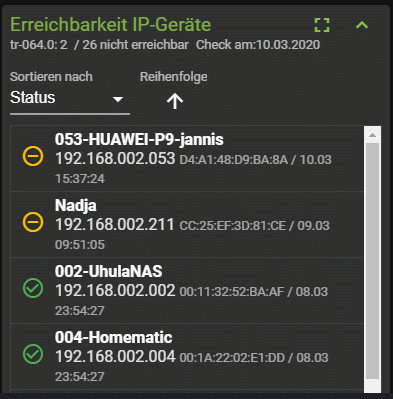 Erreichbarkeit IP-Geräte
tr-064.0: 2 / 26 nicht erreichbar Check am:10.03.2020
Sortieren nach Reihenfolge
Status
053-HUAWEI-P9-jannis
192.168.002.053 D4:A1:48:D9:BA:8A / 10.03
15:37:24
Nadja
192.168.002.211 CC:25:EF:3D:81:CE / 09.03
09:51:05
002-UhulaNAS
192.168.002.002 00:11:32:52:BA:AF / 08.03
23:54:27
004-Homematic
192.168.002.004 00:1A:22:02:E1:DD / 08.03
23:54:27